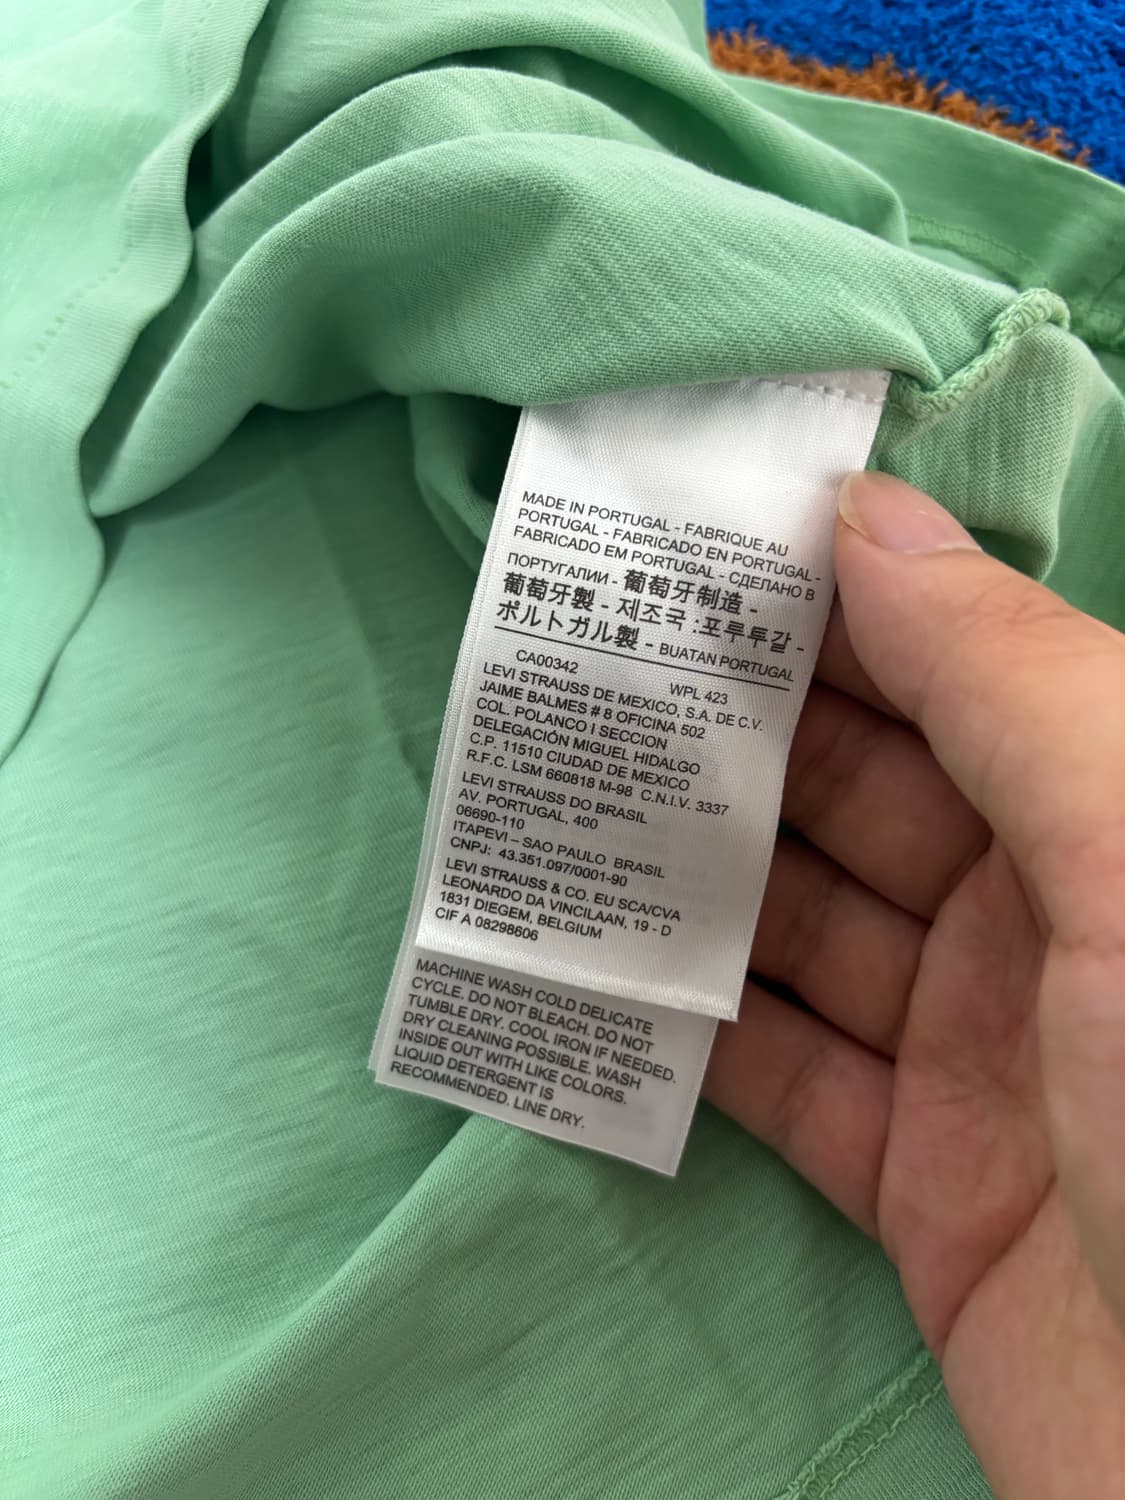 MADE IN PORTUGAL - FABRIQUE AU
PORTUGAL - FABRICADO EN PORTUGAL -
FABRICADO EM PORTUGAL - СДЕЛАНО В
ПОРТУГАЛИИ - 葡萄牙制造 -
葡萄牙製 - 제조국 :포루투갈 -
ポルトガル製 - BUATAN PORTUGAL
CA00342 WPL 423
LEVI STRAUSS DE MEXICO, S.A. DE C.V.
JAIME BALMES # 8 OFICINA 502
COL. POLANCO I SECCION
DELEGACIÓN MIGUEL HIDALGO
C.P. 11510 CIUDAD DE MEXICO
R.F.C. LSM 660818 M-98 C.N.I.V. 3337
LEVI STRAUSS DO BRASIL
AV. PORTUGAL, 400
06690-110
ITAPEVI – SAO PAULO BRASIL
CNPJ: 43.351.097/0001-90
LEVI STRAUSS & CO. EU SCA/CVA
LEONARDO DA VINCILAAN, 19 - D
1831 DIEGEM, BELGIUM
CIF A 08298606
MACHINE WASH COLD DELICATE
CYCLE. DO NOT BLEACH. DO NOT
TUMBLE DRY. COOL IRON IF NEEDED.
DRY CLEANING POSSIBLE. WASH
INSIDE OUT WITH LIKE COLORS.
LIQUID DETERGENT IS
RECOMMENDED. LINE DRY.